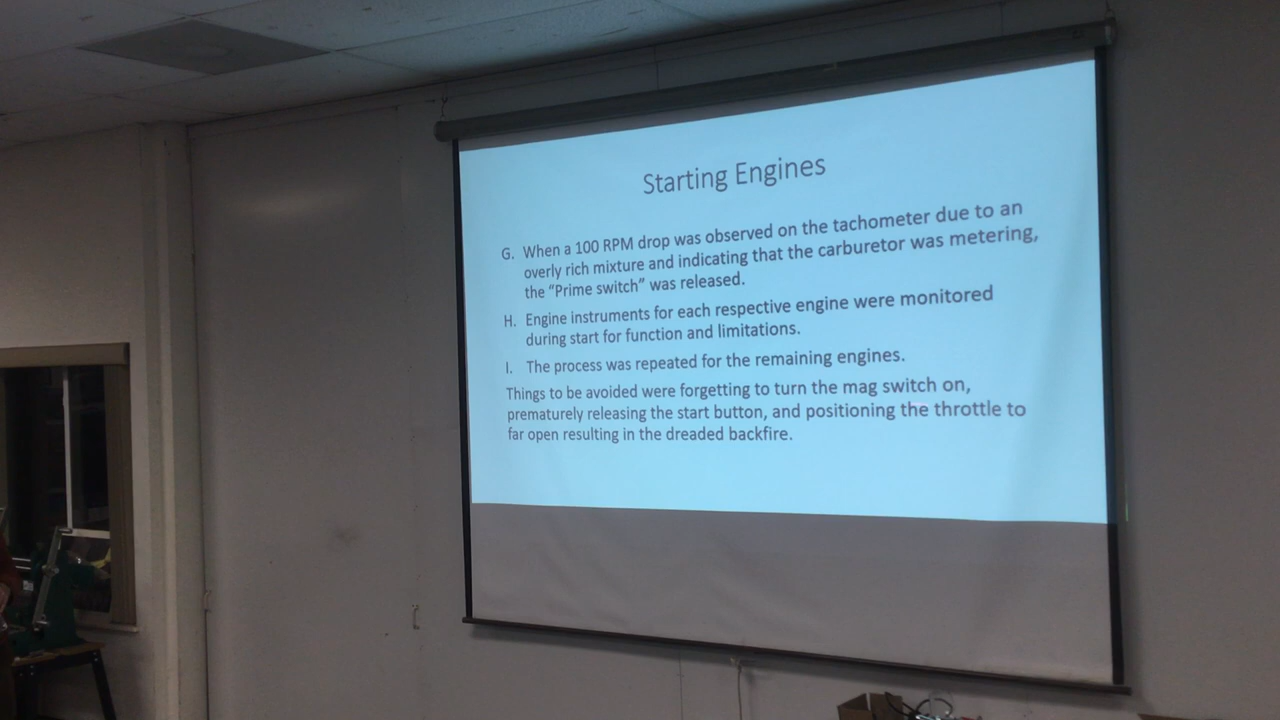 Starting Engines
G. When a 100 RPM drop was observed on the tachometer due to an
overly rich mixture and indicating that the carburetor was metering,
the “Prime switch” was released.
H. Engine instruments for each respective engine were monitored
during start for function and limitations.
I. The process was repeated for the remaining engines.
Things to be avoided were forgetting to turn the mag switch on,
prematurely releasing the start button, and positioning the throttle to
far open resulting in the dreaded backfire.